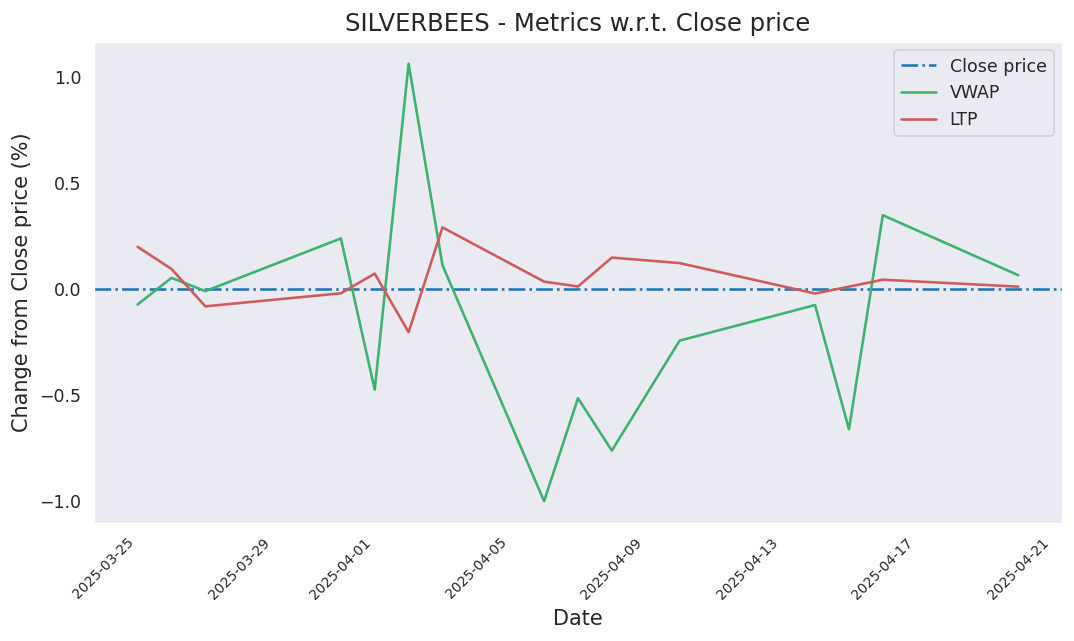 SILVERBEES - Metrics w.r.t. Close price
Close price
VWAP
LTP
Change from Close price (%)
1.0
0.5
0.0
−0.5
−1.0
2025-03-25
2025-03-29
2025-04-01
2025-04-05
2025-04-09
2025-04-13
2025-04-17
2025-04-21
Date